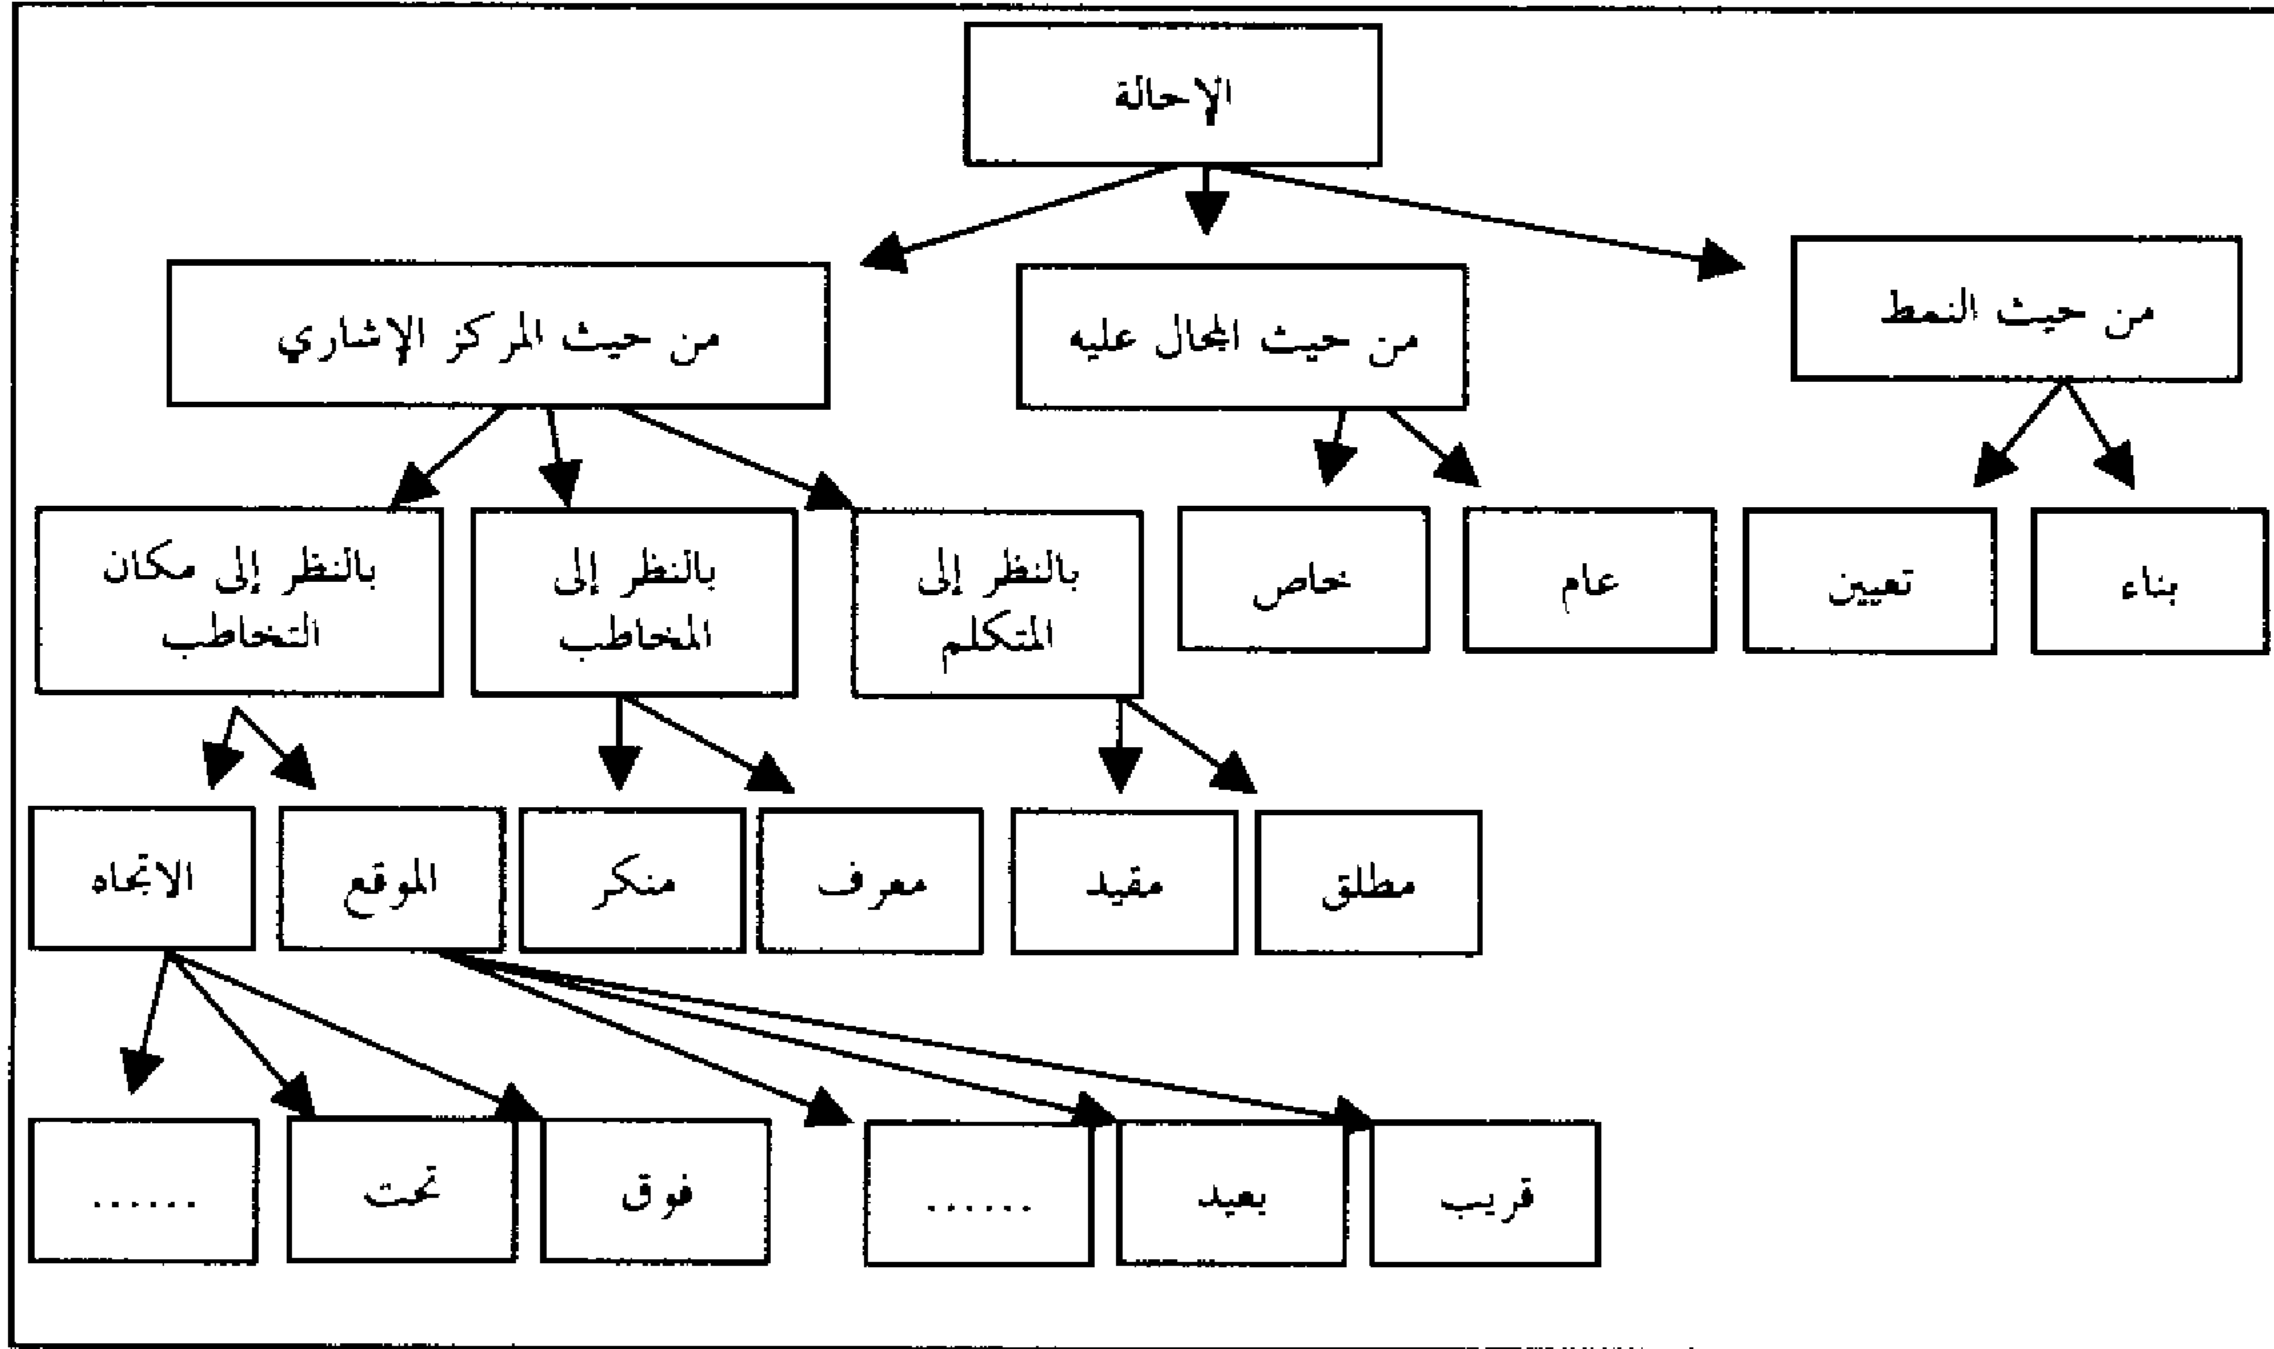 الإحالة
من حيث النمط
من حيث المحال عليه
من حيث المركز الإشاري
بناء
تعيين
عام
خاص
بالنظر إلى
المتكلم
بالنظر إلى
المخاطب
بالنظر إلى مكان
التخاطب
مطلق
مقيد
معرف
منكر
الموقع
الاتجاه
قريب
بعيد
......
فوق
تحت
......